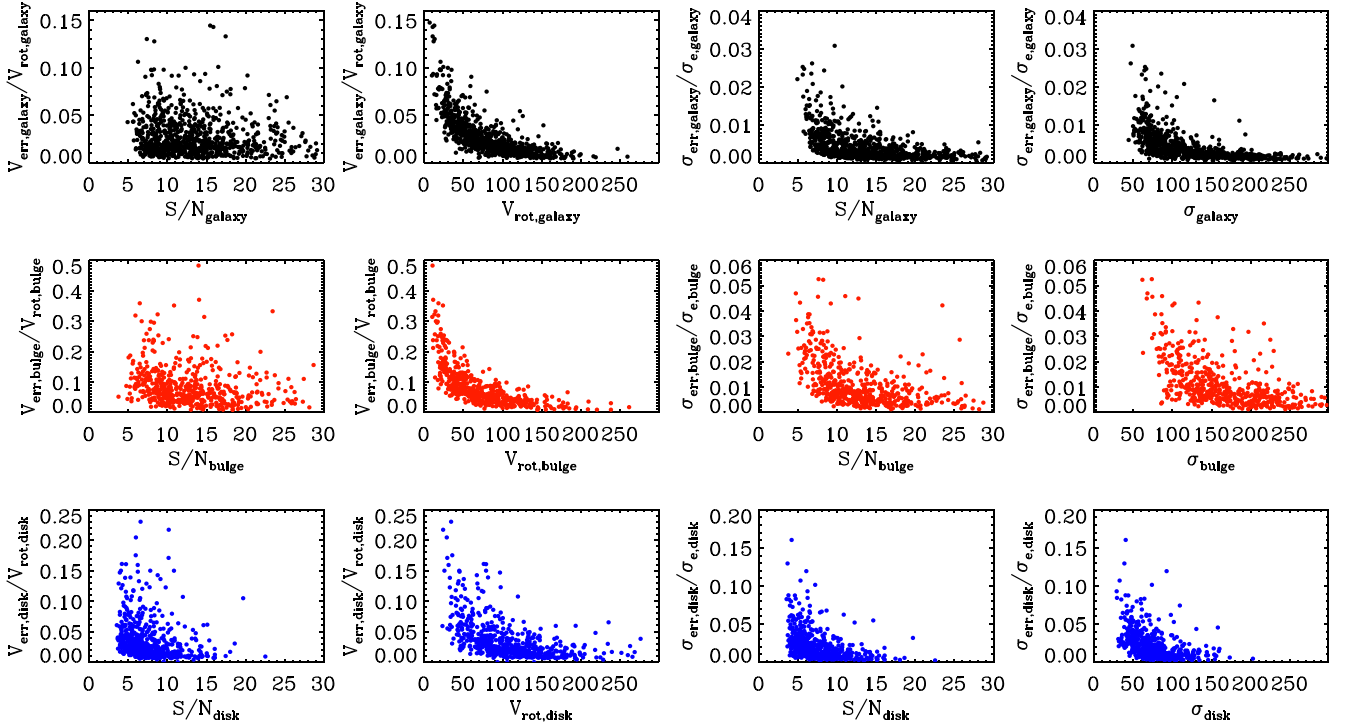 V_err,galaxy/V_rot,galaxy
0.15
0.10
0.05
0.00
0 5 10 15 20 25 30
S/N_galaxy
V_err,galaxy/V_rot,galaxy
0.15
0.10
0.05
0.00
0 50 100 150 200 250
V_rot,galaxy
σ_err,galaxy/σ_e,galaxy
0.04
0.03
0.02
0.01
0.00
0 5 10 15 20 25 30
S/N_galaxy
σ_err,galaxy/σ_e,galaxy
0.04
0.03
0.02
0.01
0.00
0 50 100 150 200 250
σ_galaxy
V_err,bulge/V_rot,bulge
0.5
0.4
0.3
0.2
0.1
0.0
0 5 10 15 20 25 30
S/N_bulge
V_err,bulge/V_rot,bulge
0.5
0.4
0.3
0.2
0.1
0.0
0 50 100 150 200 250
V_rot,bulge
σ_err,bulge/σ_e,bulge
0.06
0.05
0.04
0.03
0.02
0.01
0.00
0 5 10 15 20 25 30
S/N_bulge
σ_err,bulge/σ_e,bulge
0.06
0.05
0.04
0.03
0.02
0.01
0.00
0 50 100 150 200 250
σ_bulge
V_err,disk/V_rot,disk
0.25
0.20
0.15
0.10
0.05
0.00
0 5 10 15 20 25 30
S/N_disk
V_err,disk/V_rot,disk
0.25
0.20
0.15
0.10
0.05
0.00
0 50 100 150 200 250
V_rot,disk
σ_err,disk/σ_e,disk
0.20
0.15
0.10
0.05
0.00
0 5 10 15 20 25 30
S/N_disk
σ_err,disk/σ_e,disk
0.20
0.15
0.10
0.05
0.00
0 50 100 150 200 250
σ_disk